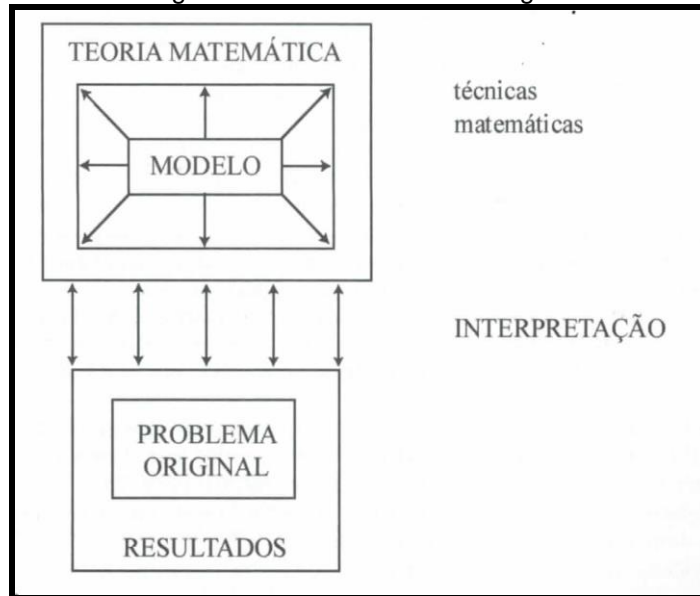 TEORIA MATEMÁTICA
técnicas
matemáticas
MODELO
INTERPRETAÇÃO
PROBLEMA
ORIGINAL
RESULTADOS